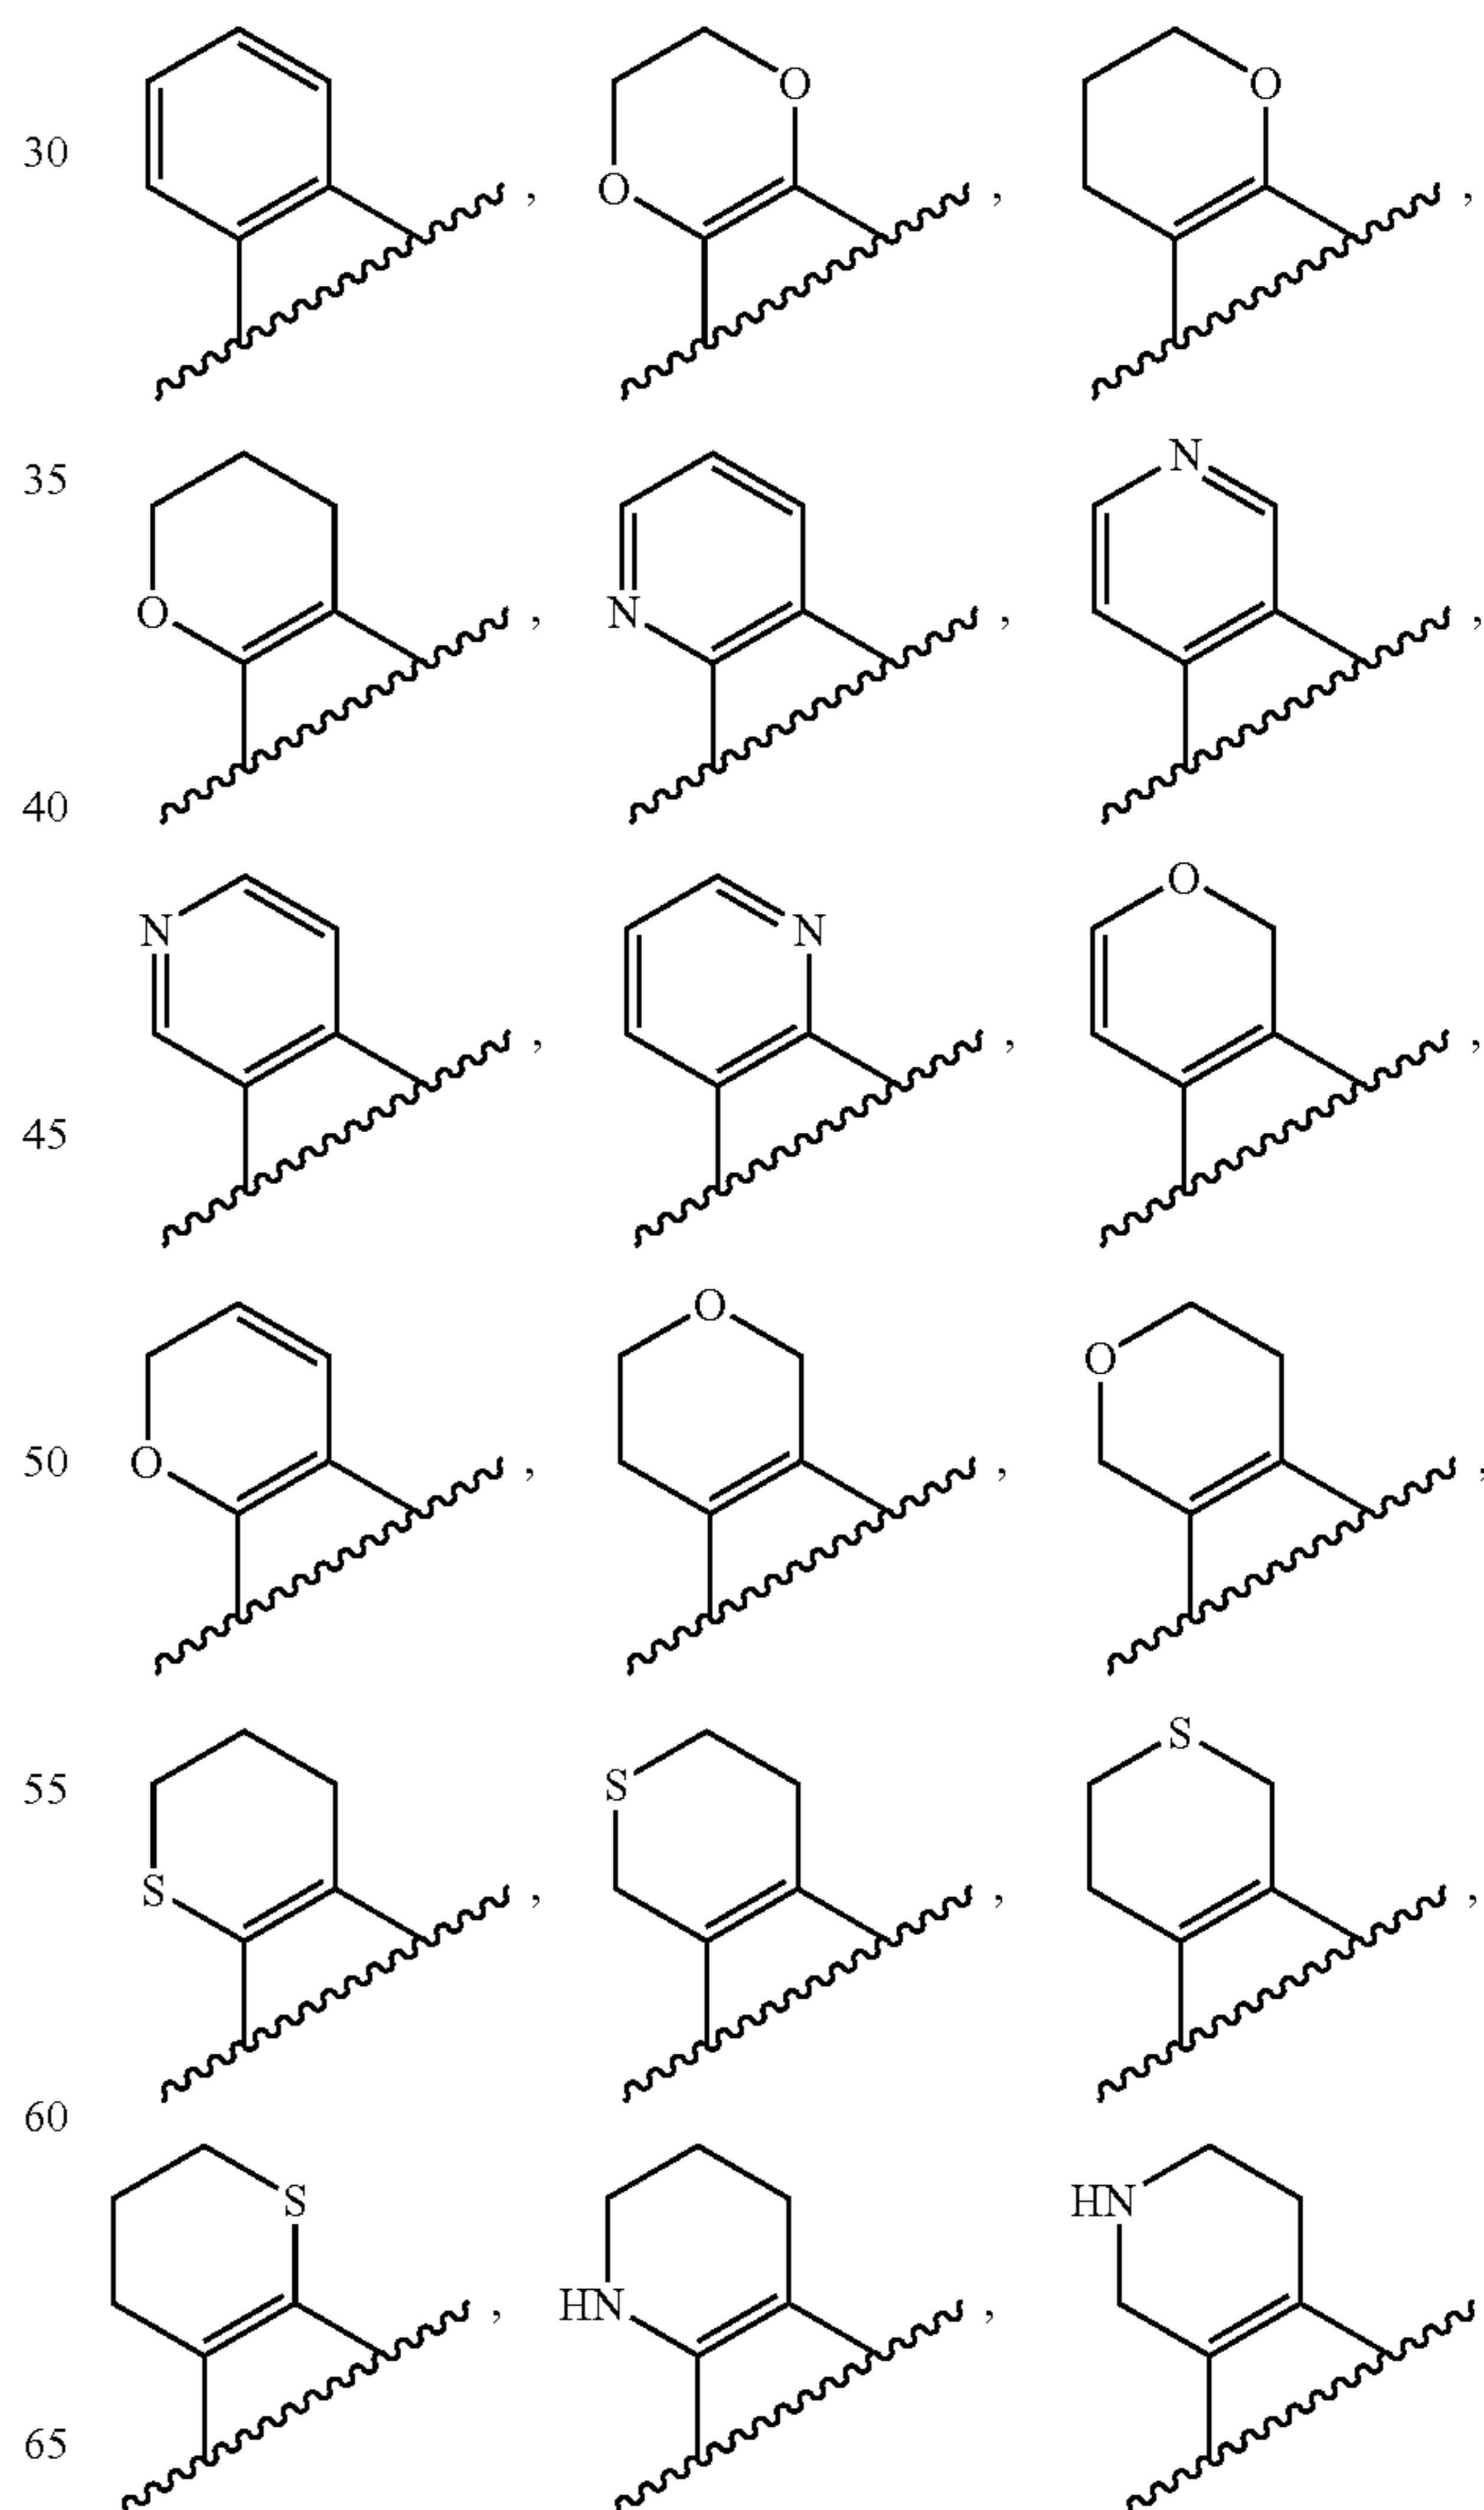 O O
30
, O , ,
N
35
O , N , ,
40
O
N , N , ,
45
O
O
50
O , , ,
S
55
S
S , , ,
60
S HN
, HN ,
65